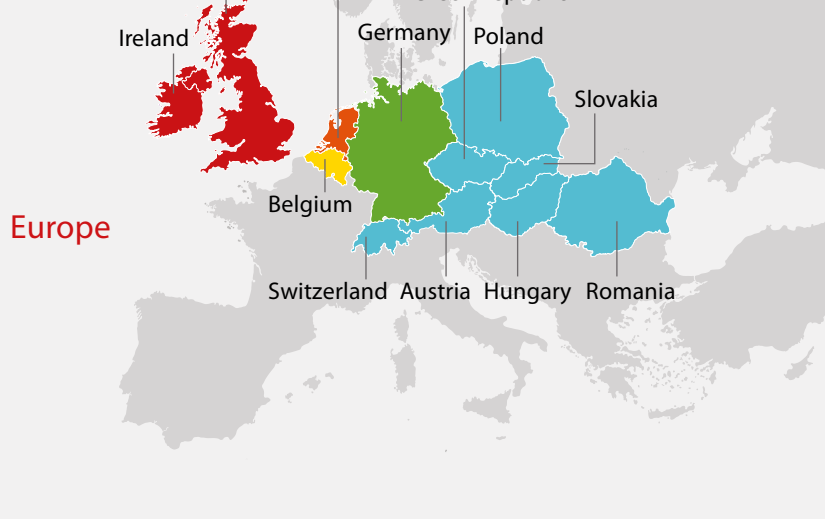 Ireland
Germany
Poland
Slovakia
Belgium
Europe
Switzerland
Austria
Hungary
Romania